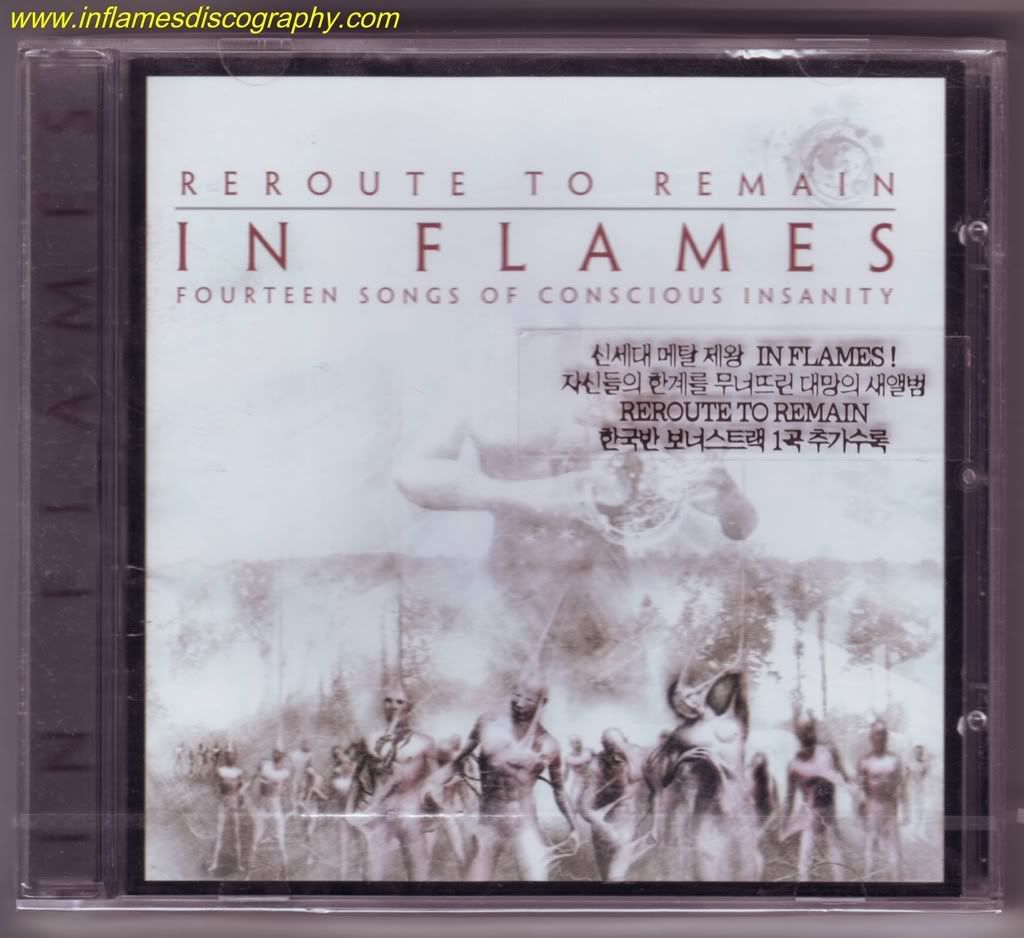 www.inflamesdiscography.com
IN FLAMES
REROUTE TO REMAIN
IN FLAMES
FOURTEEN SONGS OF CONSCIOUS INSANITY
신세대 메탈 제왕 IN FLAMES !
자신들의 한계를 무너뜨린 대망의 새앨범
REROUTE TO REMAIN
한국반 보너스트랙 1곡 추가수록